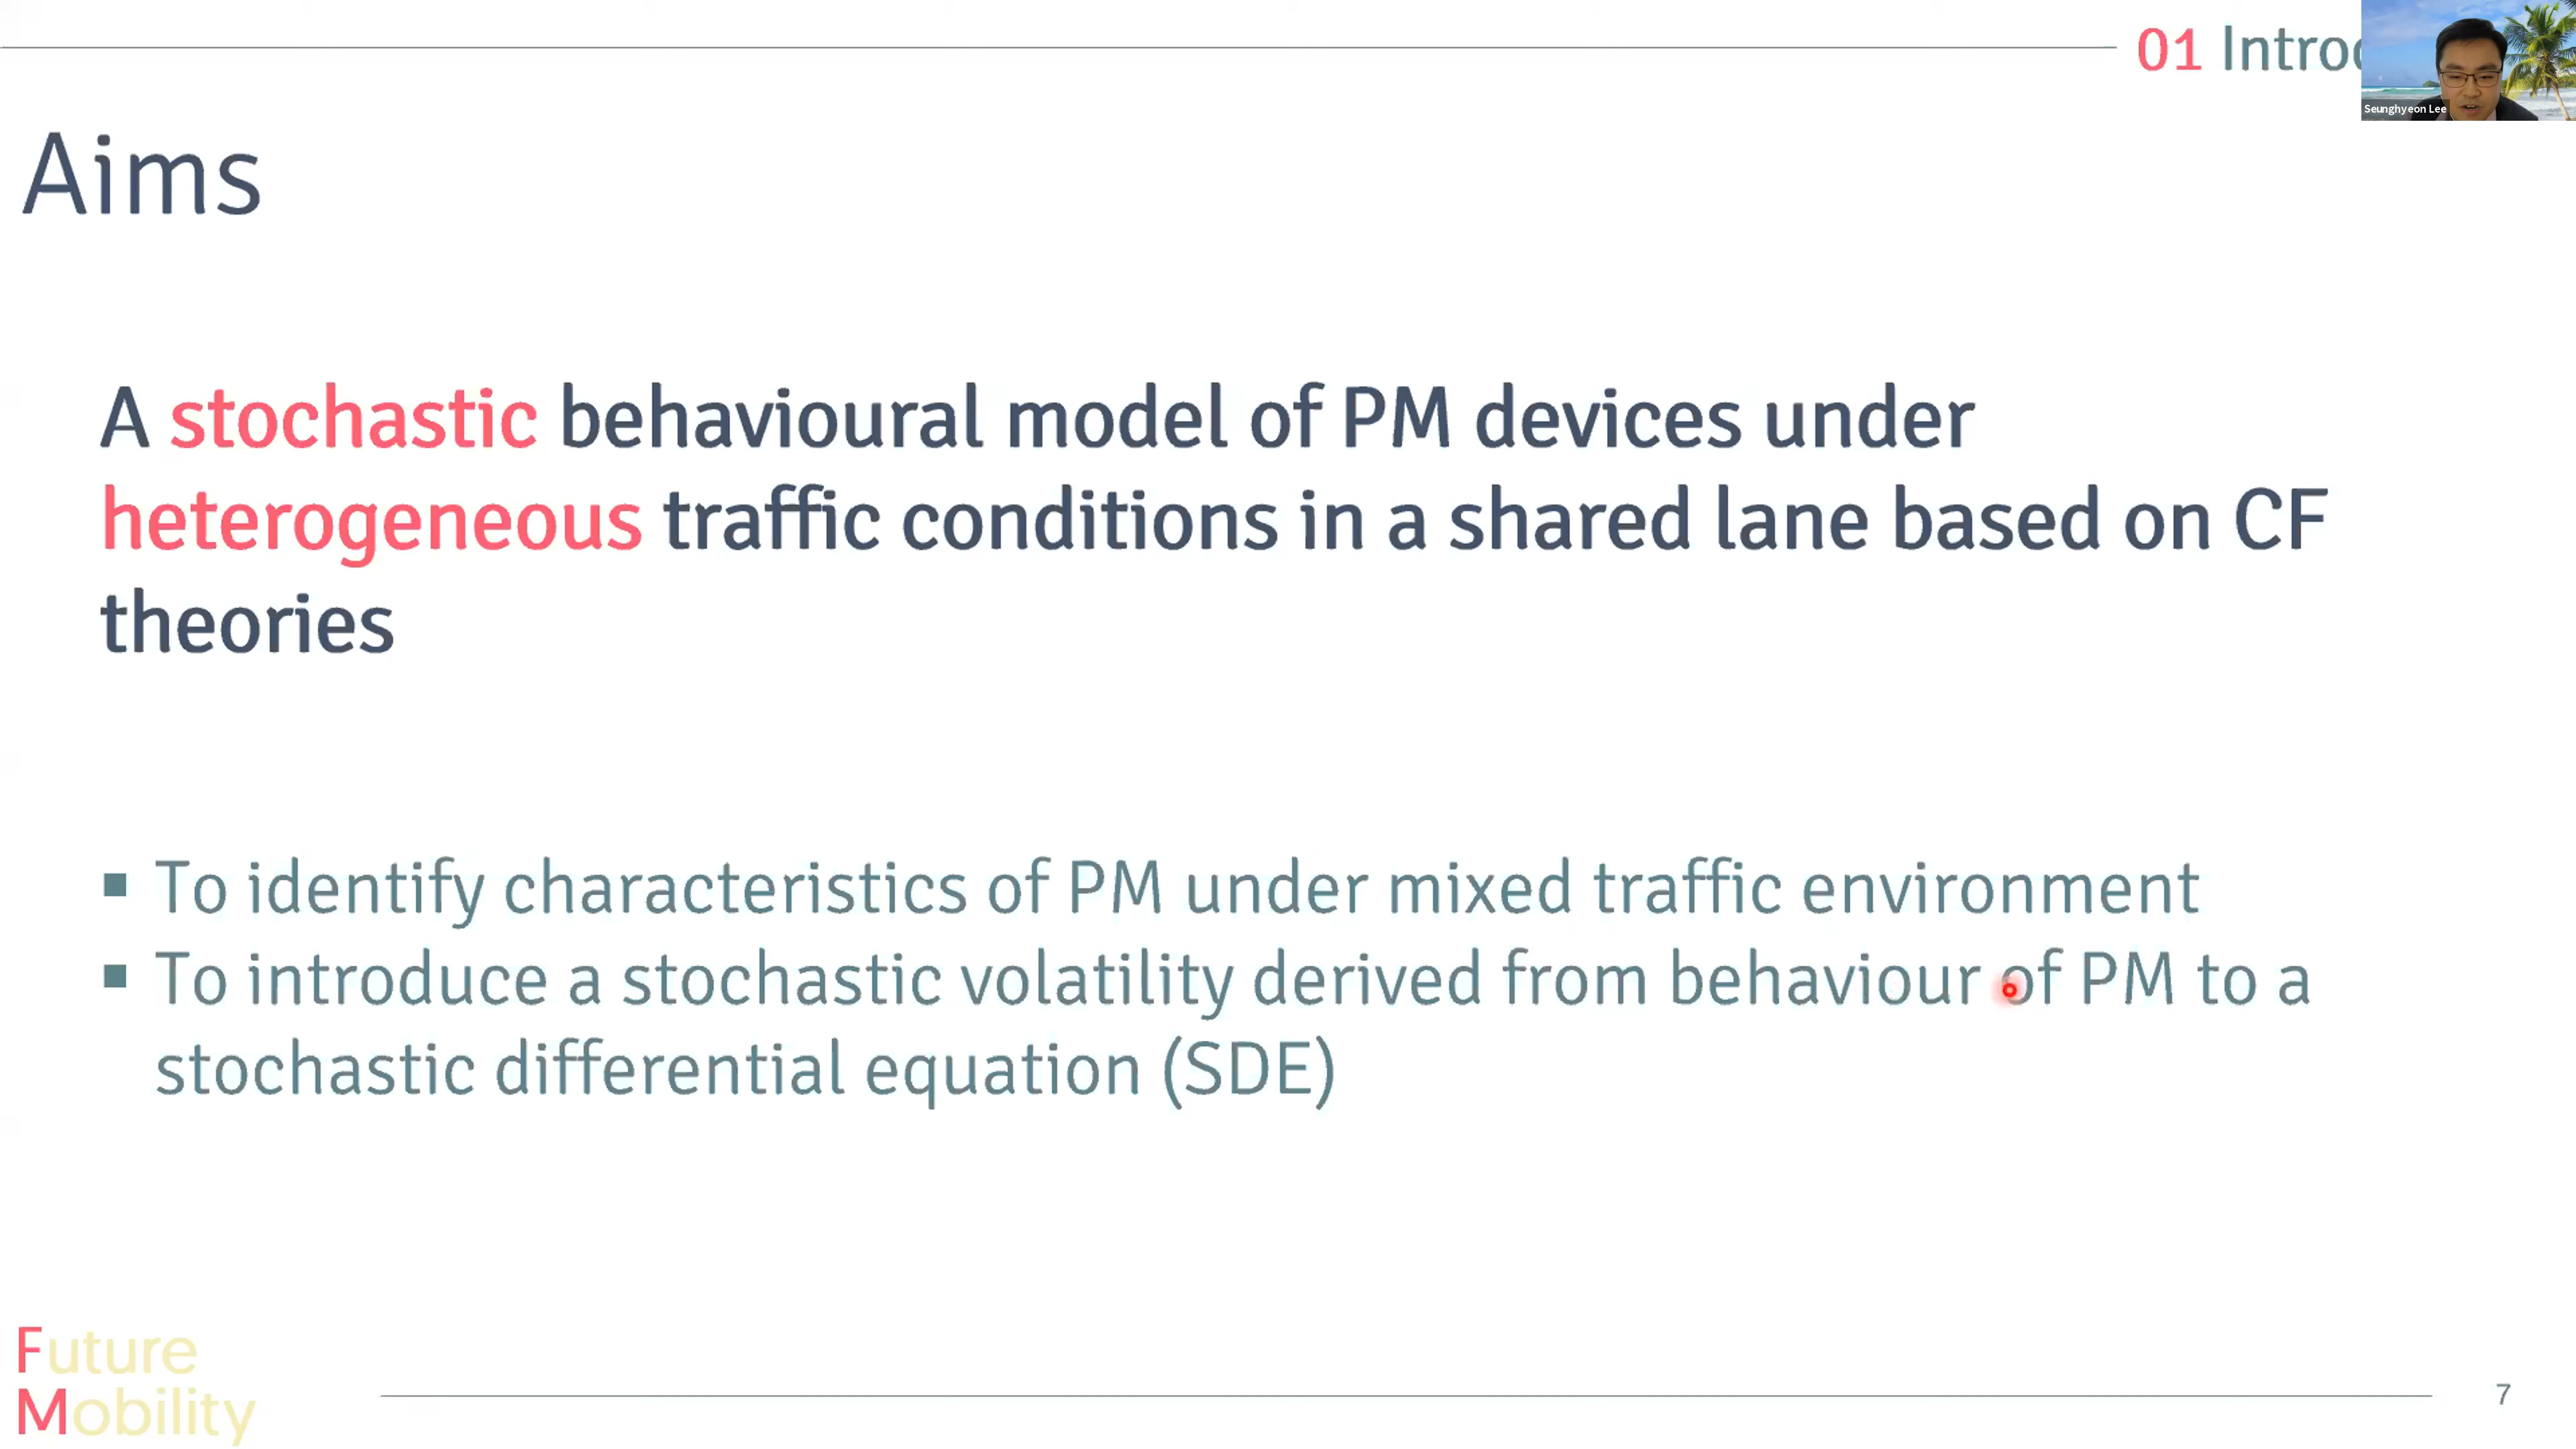 01 Introd
Seunghyeon Lee
Aims
A stochastic behavioural model of PM devices under
heterogeneous traffic conditions in a shared lane based on CF
theories
▪ To identify characteristics of PM under mixed traffic environment
▪ To introduce a stochastic volatility derived from behaviour of PM to a
stochastic differential equation (SDE)
Future
Mobility
7